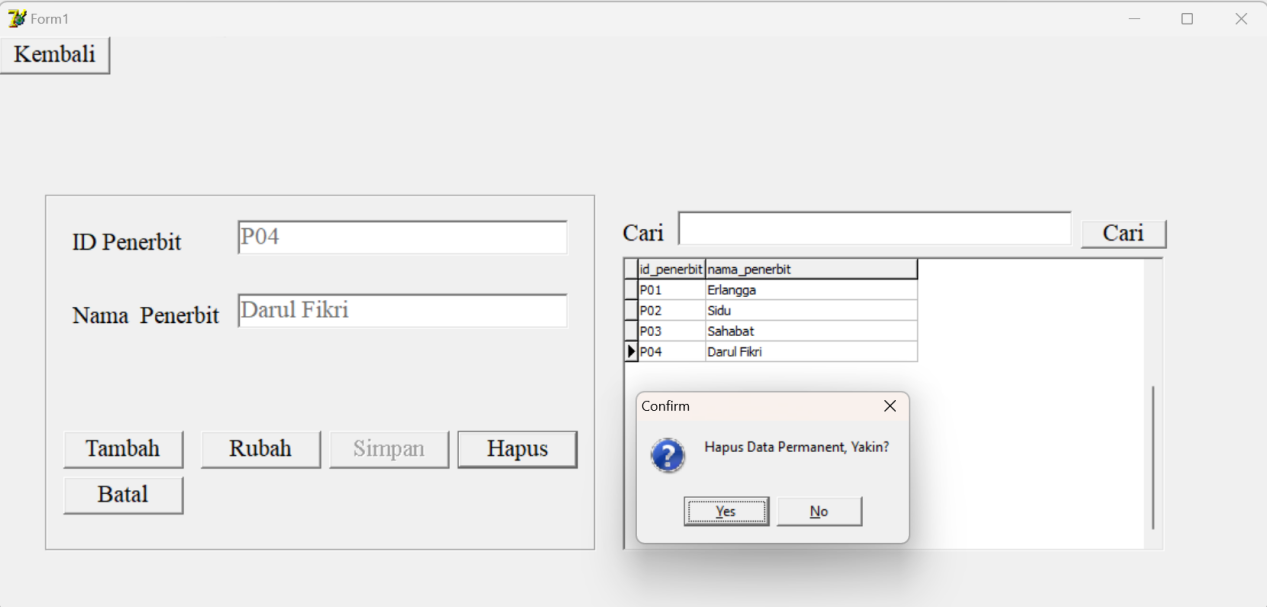 Form1
Kembali
ID Penerbit P04
Nama Penerbit Darul Fikri
Tambah Rubah Simpan Hapus
Batal
Cari Cari
id_penerbit nama_penerbit
P01 Erlangga
P02 Sidu
P03 Sahabat
P04 Darul Fikri
Confirm
Hapus Data Permanent, Yakin?
Yes No